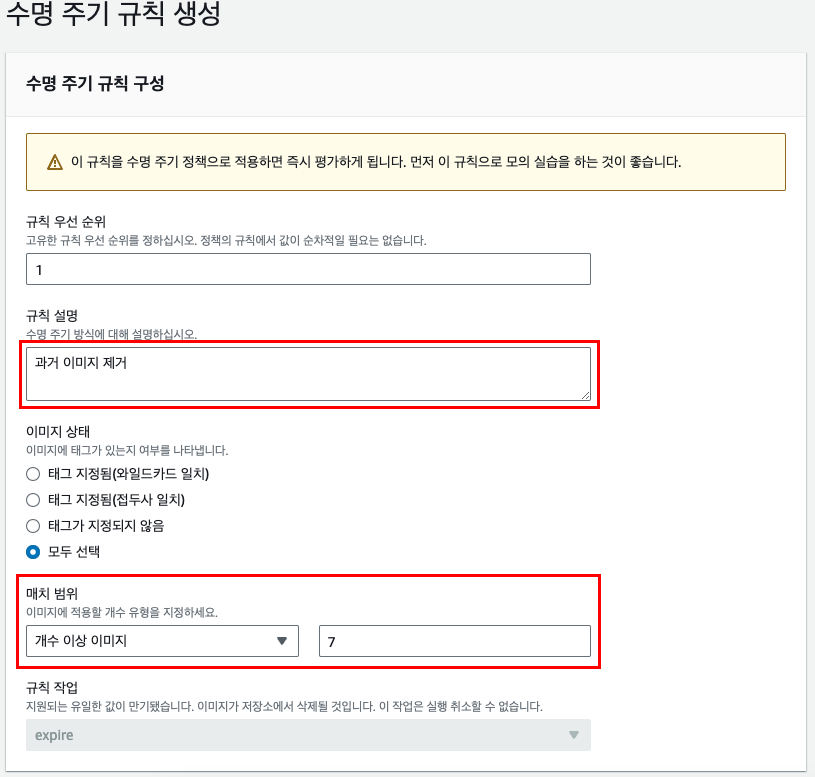 수명 주기 규칙 생성
수명 주기 규칙 구성
이 규칙을 수명 주기 정책으로 적용하면 즉시 평가하게 됩니다. 먼저 이 규칙으로 모의 실습을 하는 것이 좋습니다.
규칙 우선 순위
고유한 규칙 우선 순위를 정하십시오. 정책의 규칙에서 값이 순차적일 필요는 없습니다.
1
규칙 설명
수명 주기 방식에 대해 설명하십시오.
과거 이미지 제거
이미지 상태
이미지에 태그가 있는지 여부를 나타냅니다.
태그 지정됨(와일드카드 일치)
태그 지정됨(접두사 일치)
태그가 지정되지 않음
모두 선택
매치 범위
이미지에 적용할 개수 유형을 지정하세요.
개수 이상 이미지 7
규칙 작업
지원되는 유일한 값이 만기됐습니다. 이미지가 저장소에서 삭제될 것입니다. 이 작업은 실행 취소할 수 없습니다.
expire